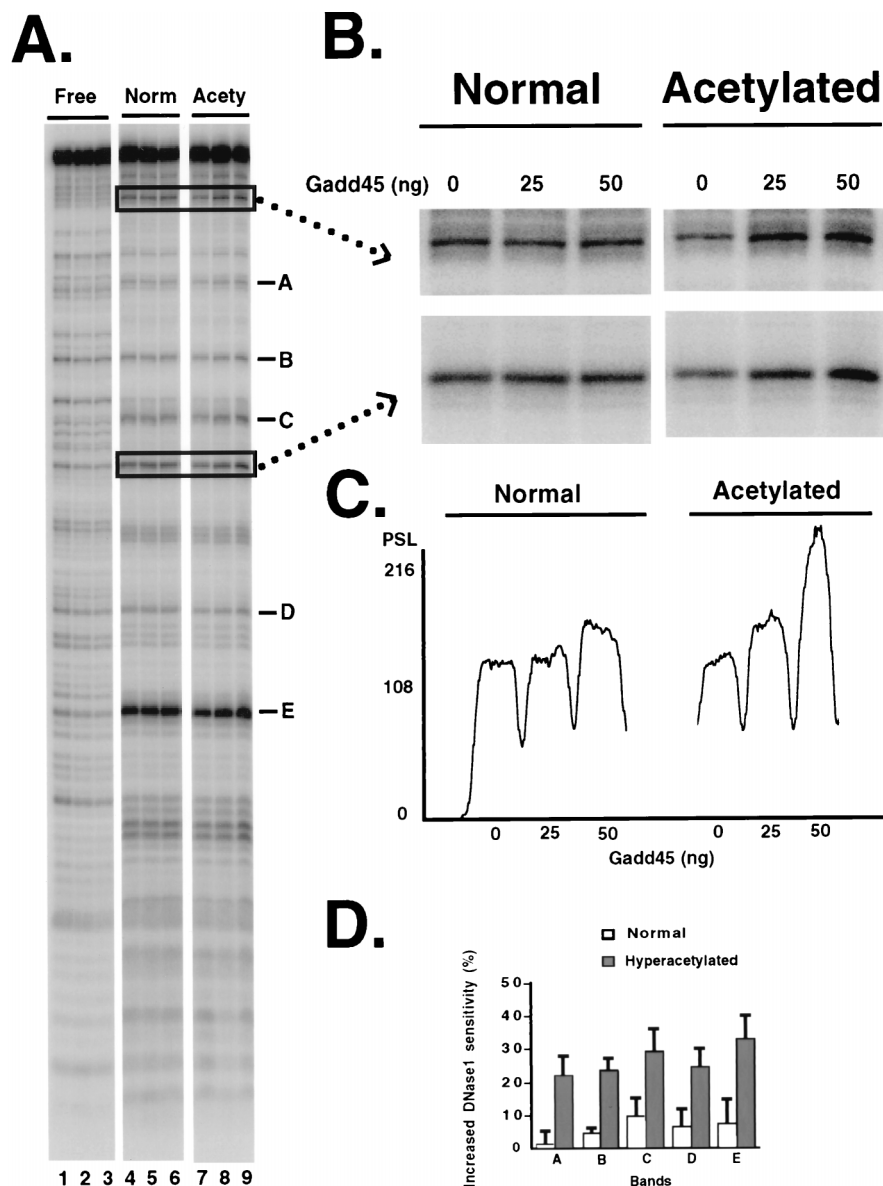 A.
Free Norm Acety
A
B
C
D
E
1 2 3 4 5 6 7 8 9
B.
Normal Acetylated
Gadd45 (ng) 0 25 50 0 25 50
C.
Normal Acetylated
PSL
216
108
0
0 25 50 0 25 50
Gadd45 (ng)
D.
Normal
Hyperacetylated
Increased DNase1 sensitivity (%)
50
40
30
20
10
0
A B C D E
Bands